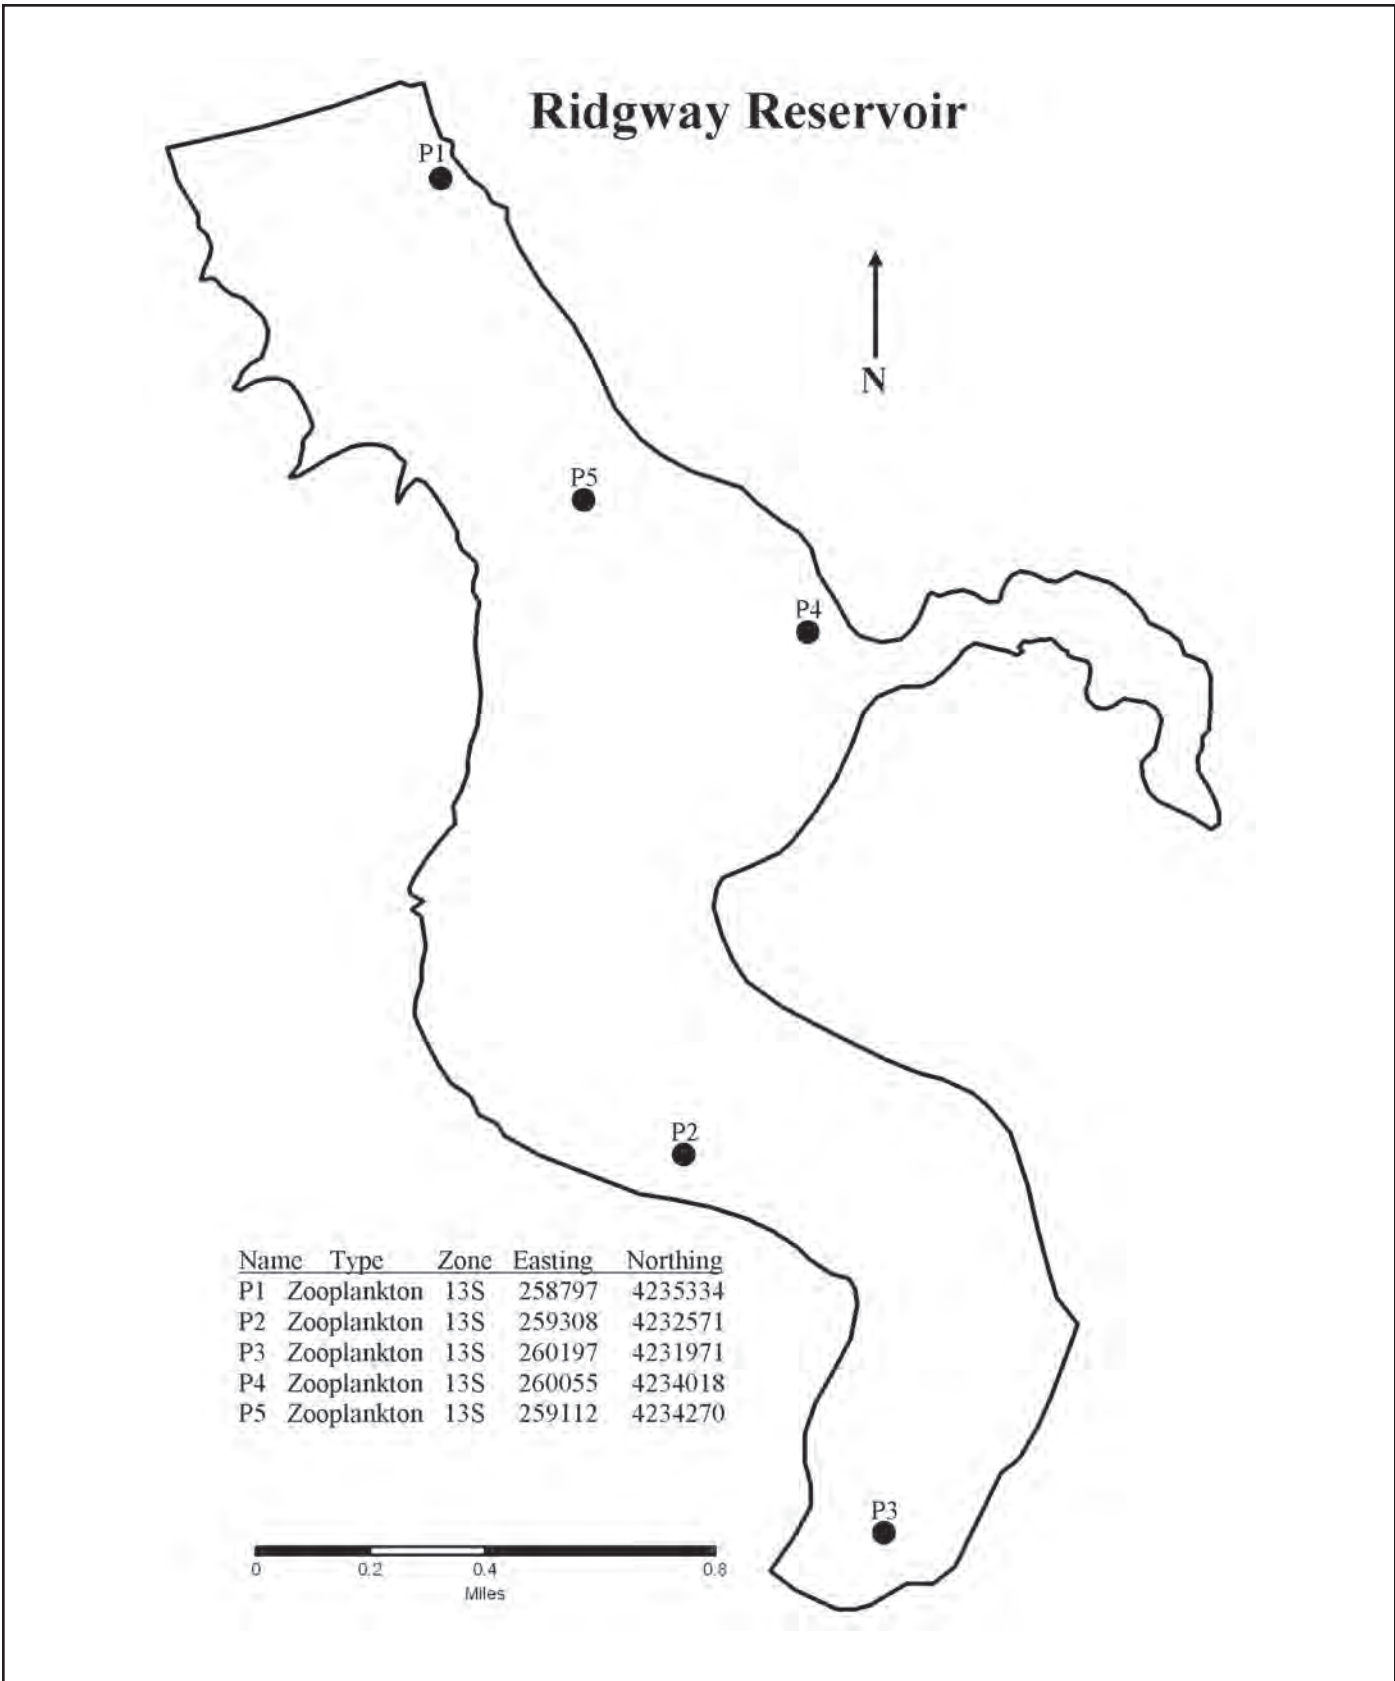 Ridgway Reservoir
P1
N
P5
P4
P2
Name Type Zone Easting Northing
P1 Zooplankton 13S 258797 4235334
P2 Zooplankton 13S 259308 4232571
P3 Zooplankton 13S 260197 4231971
P4 Zooplankton 13S 260055 4234018
P5 Zooplankton 13S 259112 4234270
P3
0 0.2 0.4 0.8
Miles